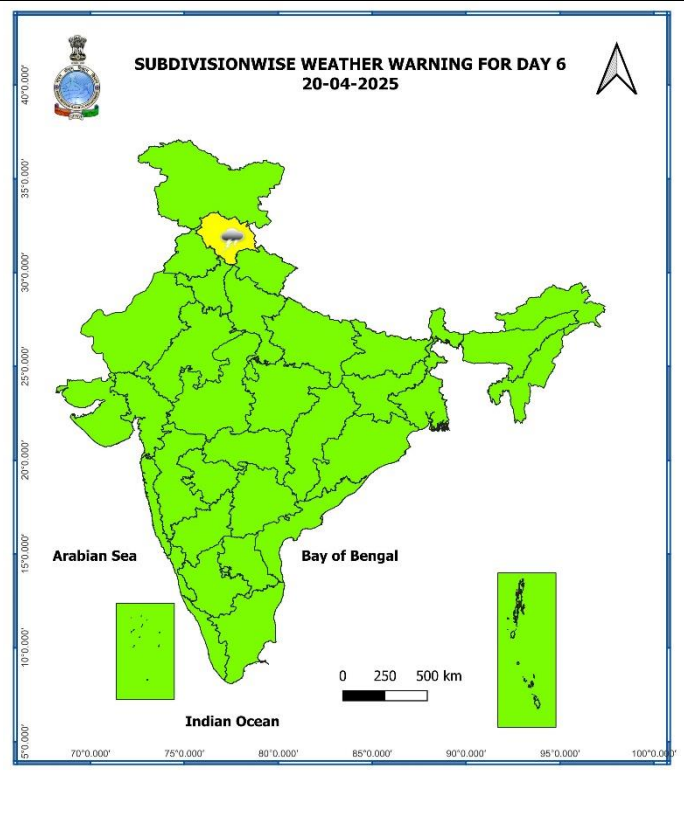 SUBDIVISIONWISE WEATHER WARNING FOR DAY 6
20-04-2025
40°0.000'
35°0.000'
30°0.000'
25°0.000'
20°0.000'
15°0.000'
10°0.000'
5°0.000'
Arabian Sea
Bay of Bengal
0 250 500 km
Indian Ocean
70°0.000' 75°0.000' 80°0.000' 85°0.000' 90°0.000' 95°0.000' 100°0.000'